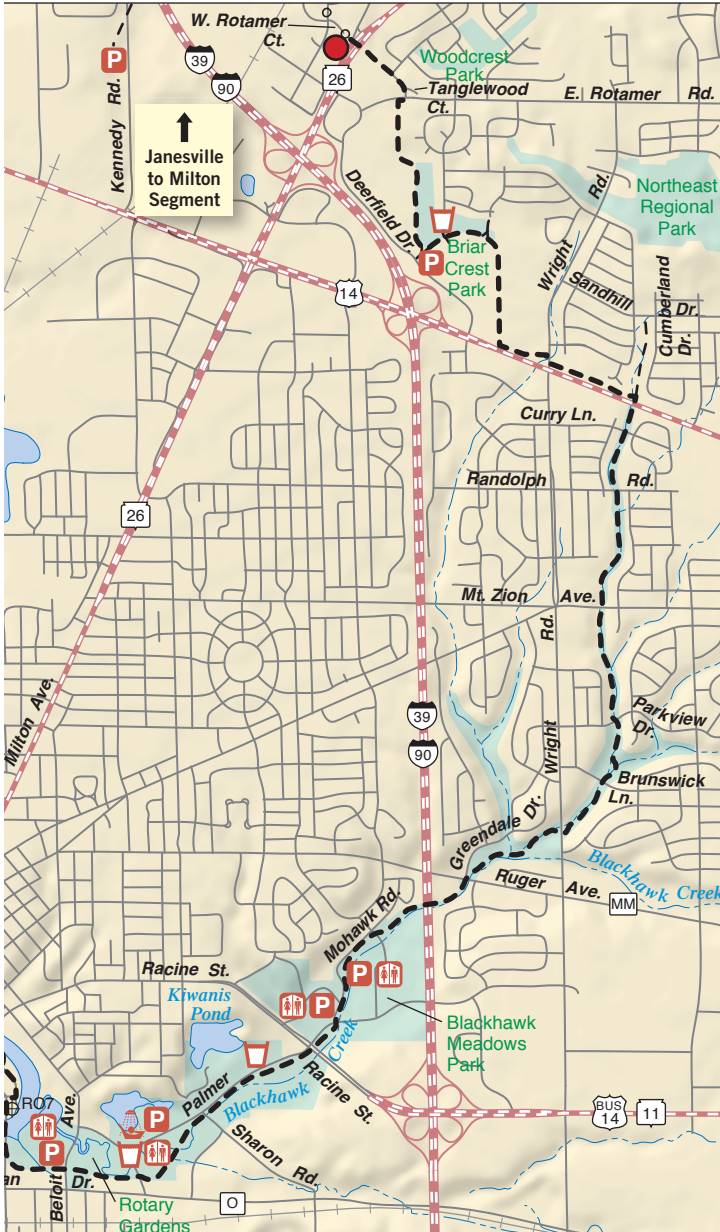 W. Rotamer
Ct.
39
90
26
P
Kennedy Rd.
Janesville
to Milton
Segment
Woodcrest
Park
Tanglewood
Ct.
E. Rotamer Rd.
Northeast
Regional
Park
Deerfield Dr.
Briar
Crest
Park
P
14
Wright Rd.
Sandhill Dr.
Cumberland
Dr.
Curry Ln.
Randolph Rd.
26
Mt. Zion Ave.
Wright Rd.
Milton Ave.
39
90
Parkview
Dr.
Brunswick
Ln.
Greendale Dr.
Blackhawk Creek
Ruger Ave.
MM
Mohawk Rd.
Racine St.
Kiwanis
Pond
P
P
Blackhawk
Meadows
Park
Palmer
Blackhawk Creek
Racine St.
BUS
14
11
RO7
P
P
Sharon Rd.
an Dr.
Beloit Ave.
Rotary
Gardens
O